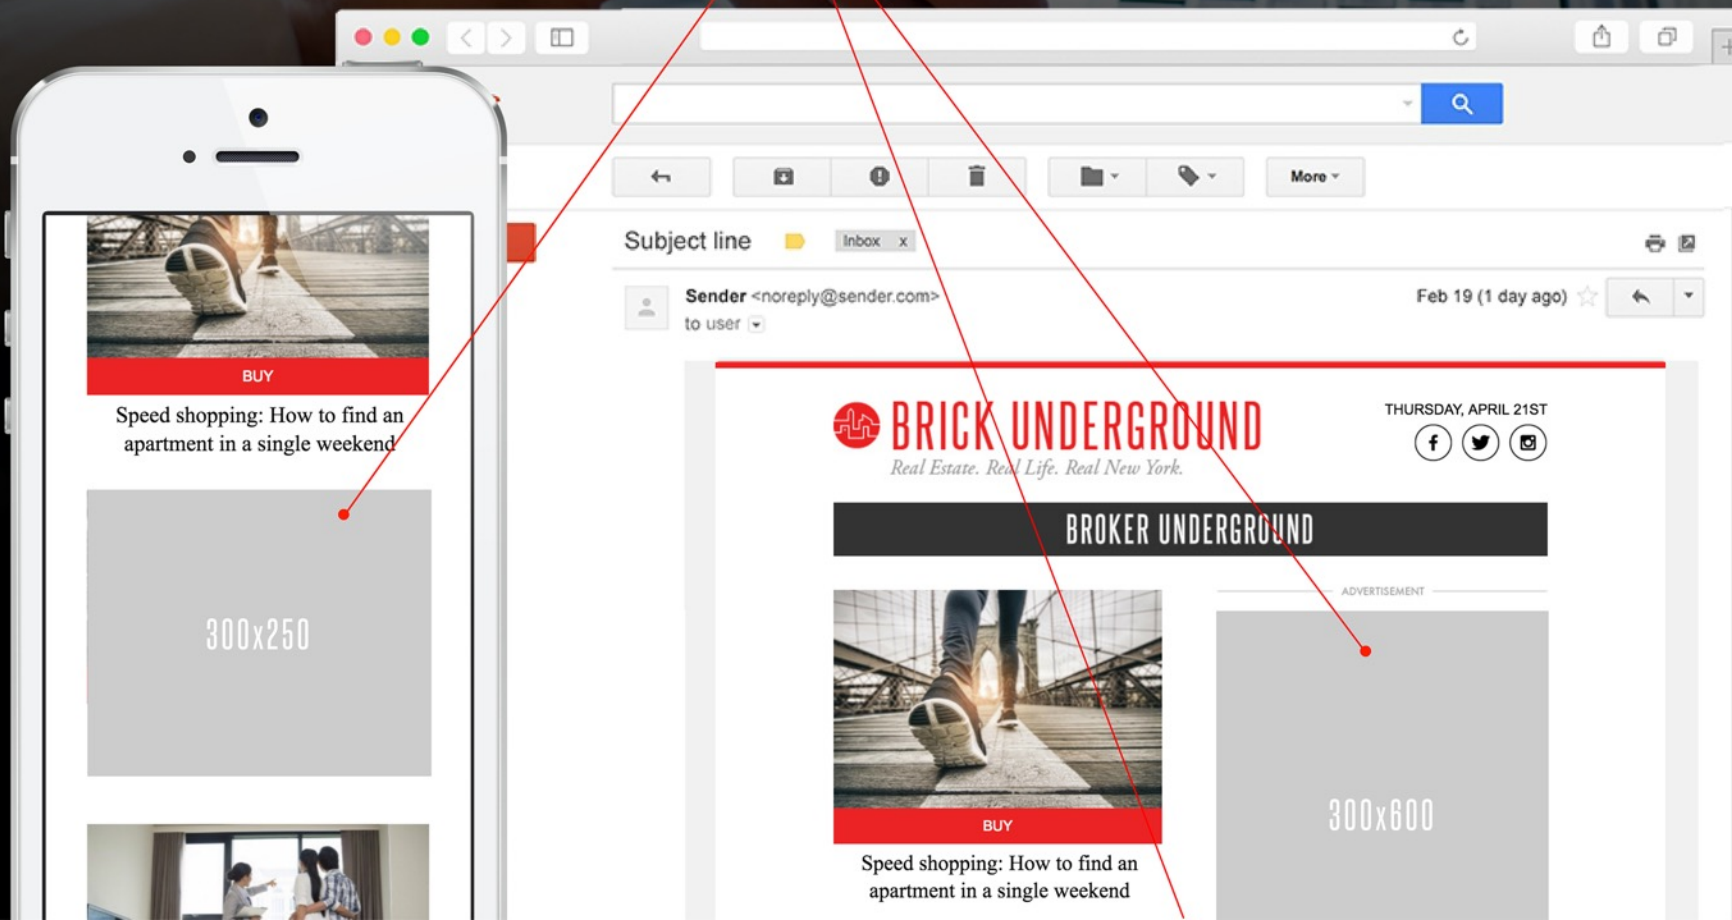 BUY
Speed shopping: How to find an
apartment in a single weekend
300x250
More
Subject line
Inbox x
Sender <noreply@sender.com>
Feb 19 (1 day ago)
to user
BRICK UNDERGROUND
Real Estate. Real Life. Real New York.
THURSDAY, APRIL 21ST
BROKER UNDERGROUND
ADVERTISEMENT
300x600
BUY
Speed shopping: How to find an
apartment in a single weekend